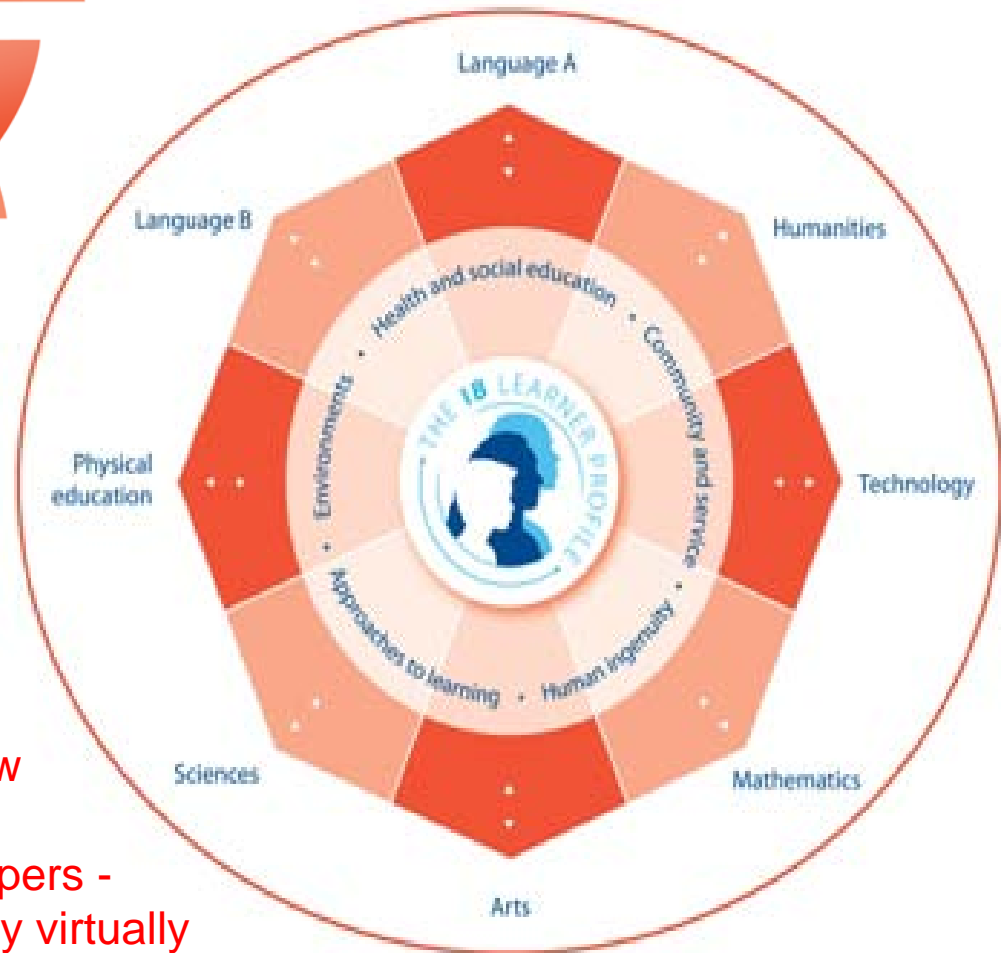 Language A
Language B
Humanities
Health and social education
•
Community and service
•
Environments
•
THE IB LEARNER PROFILE
Physical
education
Technology
•
Approaches to learning
•
Human ingenuity
•
Sciences
Mathematics
Arts
w
pers -
y virtually